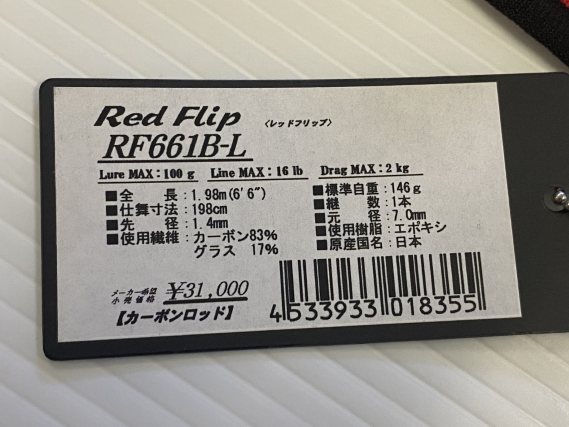 Red Flip 〈レッドフリップ〉
RF661B-L
Lure MAX：100 g Line MAX：16 lb Drag MAX：2 kg
■全 長：1.98m(6'6") ■標準自重：146g
■仕舞寸法：198cm ■継 数：1本
■先 径：1.4mm ■元 径：7.0mm
■使用繊維：カーボン83% ■使用樹脂：エポキシ
グラス 17% ■原産国名：日本
メーカー希望
小売価格 ¥31,000
【カーボンロッド】
4533933018355